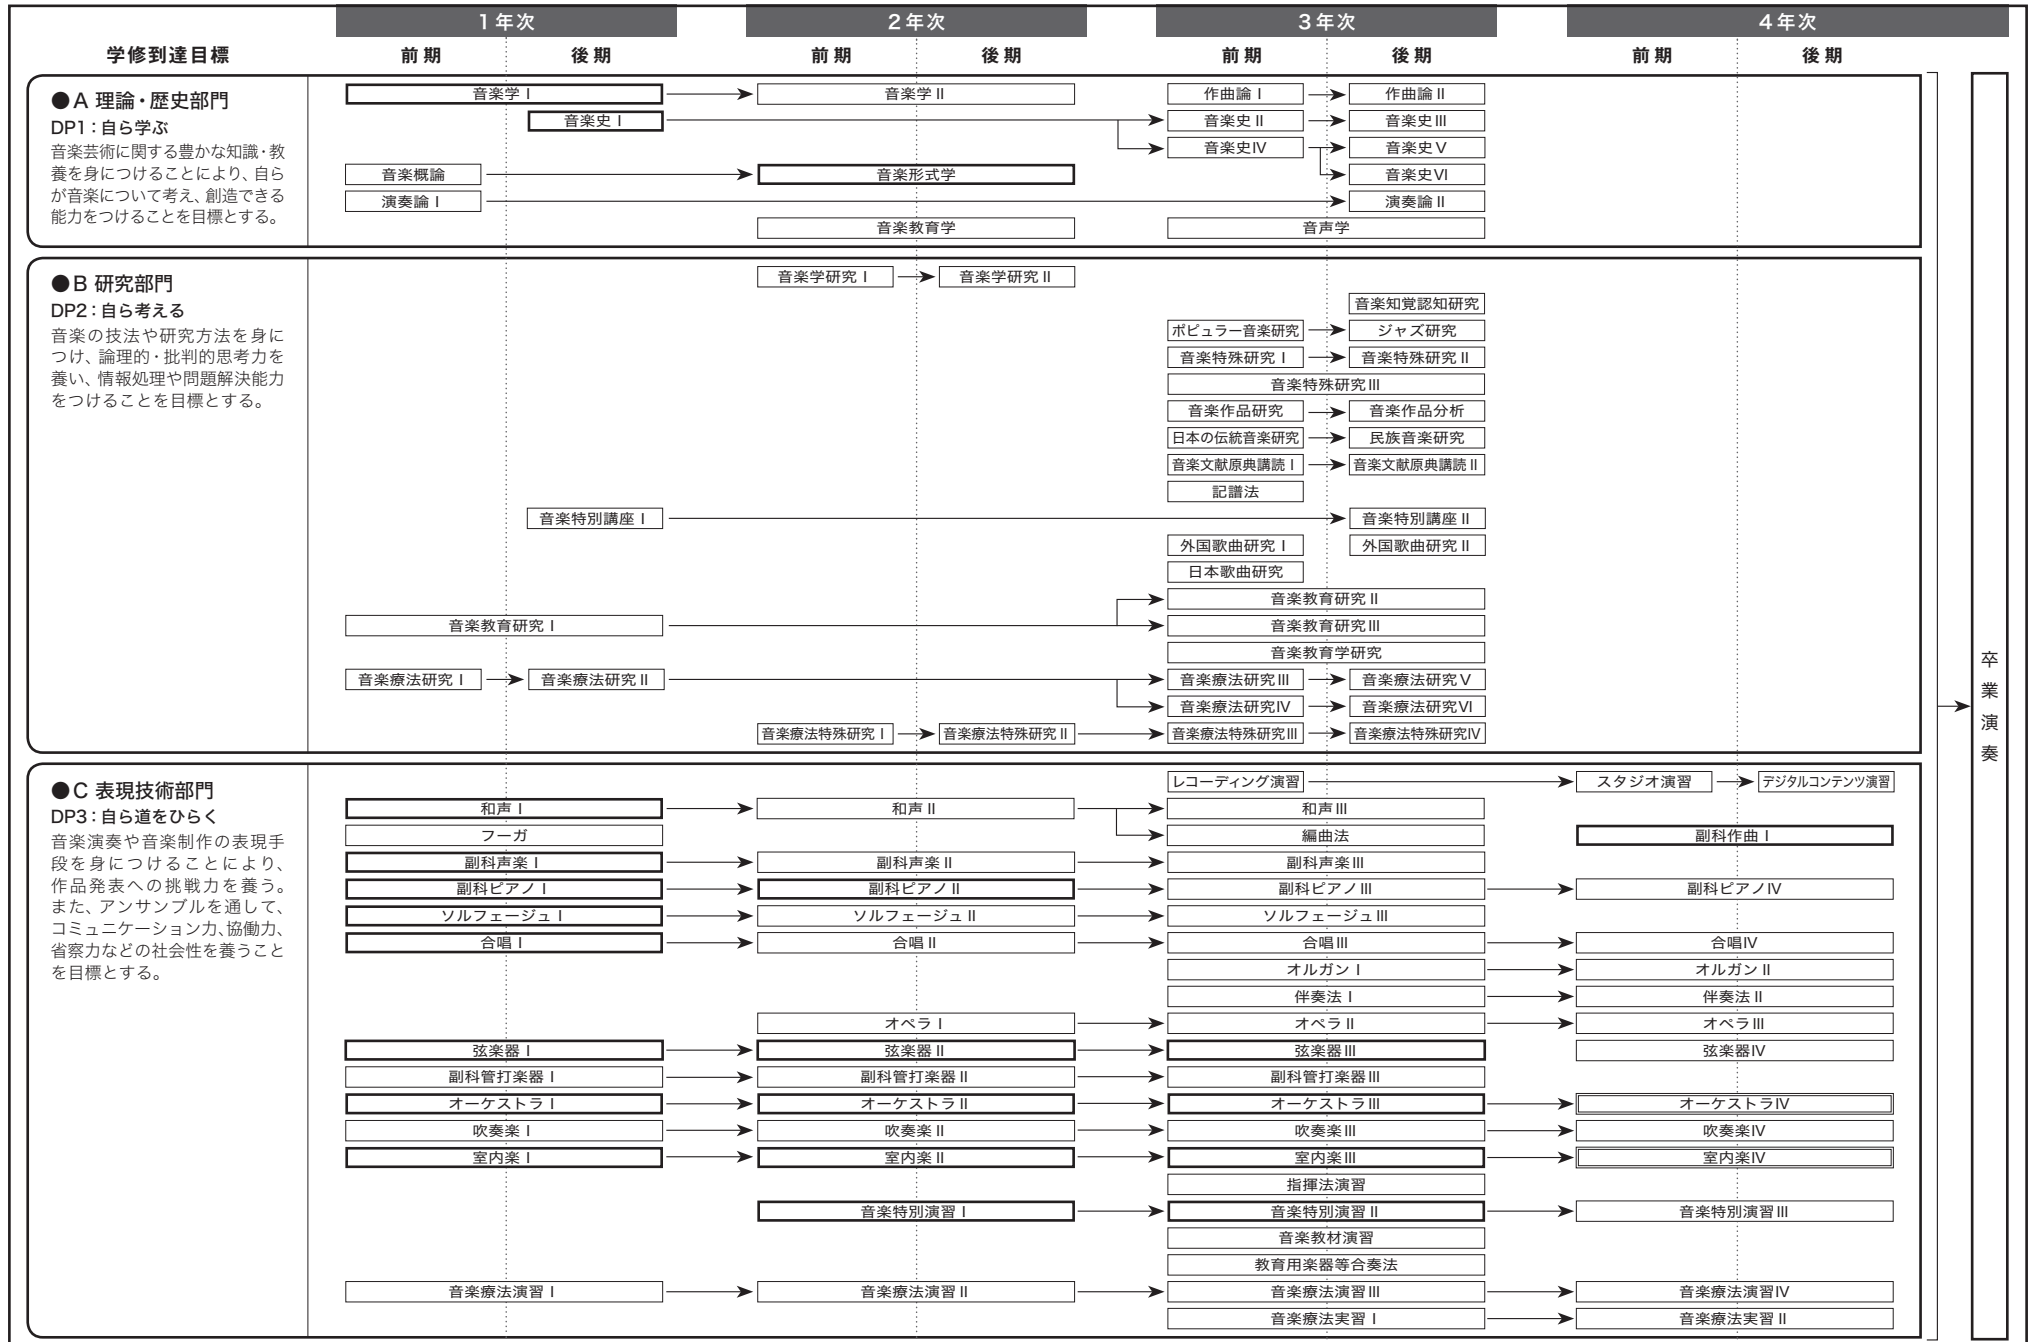 1年次 2年次 3年次 4年次
学修到達目標 前期 後期 前期 後期 前期 後期 前期 後期
●A 理論・歴史部門
DP1：自ら学ぶ
音楽芸術に関する豊かな知識・教
養を身につけることにより、自ら
が音楽について考え、創造できる
能力をつけることを目標とする。
音楽学Ⅰ 音楽学Ⅱ 作曲論Ⅰ 作曲論Ⅱ
音楽史Ⅰ 音楽史Ⅱ 音楽史Ⅲ
音楽史Ⅳ 音楽史Ⅴ
音楽概論 音楽形式学 音楽史Ⅵ
演奏論Ⅰ 演奏論Ⅱ
音楽教育学 音声学
●B 研究部門
DP2：自ら考える
音楽の技法や研究方法を身に
つけ、論理的・批判的思考力を
養い、情報処理や問題解決能力
をつけることを目標とする。
音楽学研究Ⅰ 音楽学研究Ⅱ
音楽知覚認知研究
ポピュラー音楽研究 ジャズ研究
音楽特殊研究Ⅰ 音楽特殊研究Ⅱ
音楽特殊研究Ⅲ
音楽作品研究 音楽作品分析
日本の伝統音楽研究 民族音楽研究
音楽文献原典講読Ⅰ 音楽文献原典講読Ⅱ
記譜法
音楽特別講座Ⅰ 音楽特別講座Ⅱ
外国歌曲研究Ⅰ 外国歌曲研究Ⅱ
日本歌曲研究
音楽教育研究Ⅱ
音楽教育研究Ⅰ 音楽教育研究Ⅲ
音楽教育学研究
音楽療法研究Ⅰ 音楽療法研究Ⅱ 音楽療法研究Ⅲ 音楽療法研究Ⅴ
音楽療法研究Ⅳ 音楽療法研究Ⅵ
音楽療法特殊研究Ⅰ 音楽療法特殊研究Ⅱ 音楽療法特殊研究Ⅲ 音楽療法特殊研究Ⅳ
●C 表現技術部門
DP3：自ら道をひらく
音楽演奏や音楽制作の表現手
段を身につけることにより、
作品発表への挑戦力を養う。
また、アンサンブルを通して、
コミュニケーション力、協働力、
省察力などの社会性を養うこと
を目標とする。
レコーディング演習 スタジオ演習 デジタルコンテンツ演習
和声Ⅰ 和声Ⅱ 和声Ⅲ
フーガ 編曲法 副科作曲Ⅰ
副科声楽Ⅰ 副科声楽Ⅱ 副科声楽Ⅲ
副科ピアノⅠ 副科ピアノⅡ 副科ピアノⅢ 副科ピアノⅣ
ソルフェージュⅠ ソルフェージュⅡ ソルフェージュⅢ
合唱Ⅰ 合唱Ⅱ 合唱Ⅲ 合唱Ⅳ
オルガンⅠ オルガンⅡ
伴奏法Ⅰ 伴奏法Ⅱ
オペラⅠ オペラⅡ オペラⅢ
弦楽器Ⅰ 弦楽器Ⅱ 弦楽器Ⅲ 弦楽器Ⅳ
副科管打楽器Ⅰ 副科管打楽器Ⅱ 副科管打楽器Ⅲ
オーケストラⅠ オーケストラⅡ オーケストラⅢ オーケストラⅣ
吹奏楽Ⅰ 吹奏楽Ⅱ 吹奏楽Ⅲ 吹奏楽Ⅳ
室内楽Ⅰ 室内楽Ⅱ 室内楽Ⅲ 室内楽Ⅳ
指揮法演習
音楽特別演習Ⅰ 音楽特別演習Ⅱ 音楽特別演習Ⅲ
音楽教材演習
教育用楽器等合奏法
音楽療法演習Ⅰ 音楽療法演習Ⅱ 音楽療法演習Ⅲ 音楽療法演習Ⅳ
音楽療法実習Ⅰ 音楽療法実習Ⅱ
卒業演奏